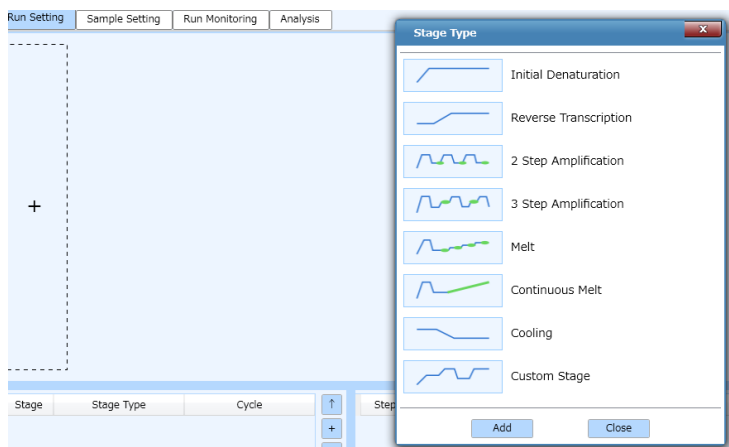 Run Setting Sample Setting Run Monitoring Analysis
+
Stage Stage Type Cycle ↑ Step
+
Stage Type x
Initial Denaturation
Reverse Transcription
2 Step Amplification
3 Step Amplification
Melt
Continuous Melt
Cooling
Custom Stage
Add Close